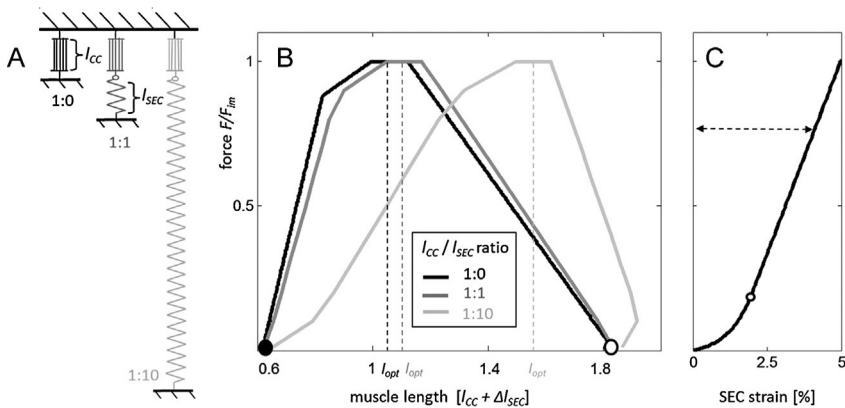 A
l_CC
1:0
l_SEC
1:1
1:10
B
force F/F_im
1
0.5
l_CC / l_SEC ratio
1:0
1:1
1:10
0.6
1
1.4
1.8
l_opt
l_opt
l_opt
muscle length [l_CC + Δl_SEC]
C
0
2.5
5
SEC strain [%]